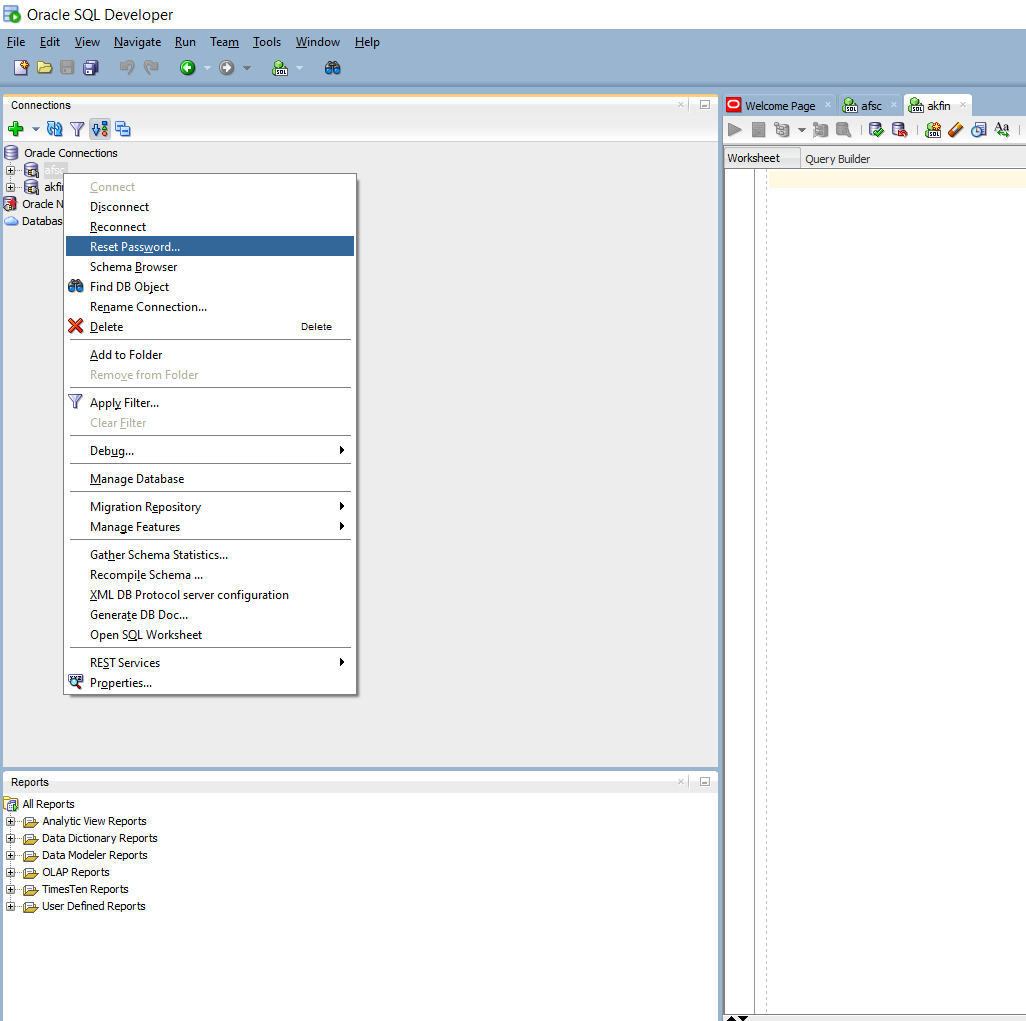 Oracle SQL Developer
File Edit View Navigate Run Team Tools Window Help
Connections
Oracle Connections
afsc
akfin
Oracle N
Databas
Connect
Disconnect
Reconnect
Reset Password...
Schema Browser
Find DB Object
Rename Connection...
Delete Delete
Add to Folder
Remove from Folder
Apply Filter...
Clear Filter
Debug...
Manage Database
Migration Repository
Manage Features
Gather Schema Statistics...
Recompile Schema ...
XML DB Protocol server configuration
Generate DB Doc...
Open SQL Worksheet
REST Services
Properties...
Reports
All Reports
Analytic View Reports
Data Dictionary Reports
Data Modeler Reports
OLAP Reports
TimesTen Reports
User Defined Reports
Welcome Page afsc akfin
Aa
Worksheet Query Builder